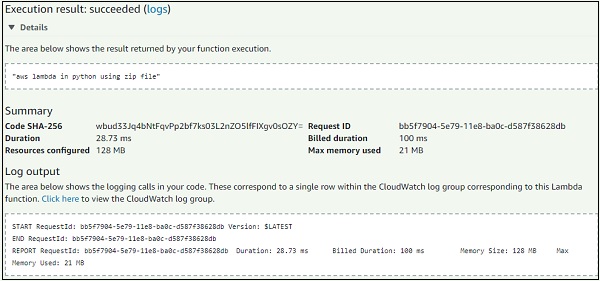 Execution result: succeeded (logs)
▼ Details
The area below shows the result returned by your function execution.
"aws lambda in python using zip file"
Summary
Code SHA-256 wbud33Jq4bNtFqvPp2bf7ks03L2nZO5lfFIXgv0sOZY= Request ID bb5f7904-5e79-11e8-ba0c-d587f38628db
Duration 28.73 ms Billed duration 100 ms
Resources configured 128 MB Max memory used 21 MB
Log output
The area below shows the logging calls in your code. These correspond to a single row within the CloudWatch log group corresponding to this Lambda
function. Click here to view the CloudWatch log group.
START RequestId: bb5f7904-5e79-11e8-ba0c-d587f38628db Version: $LATEST
END RequestId: bb5f7904-5e79-11e8-ba0c-d587f38628db
REPORT RequestId: bb5f7904-5e79-11e8-ba0c-d587f38628db Duration: 28.73 ms Billed Duration: 100 ms Memory Size: 128 MB Max
Memory Used: 21 MB